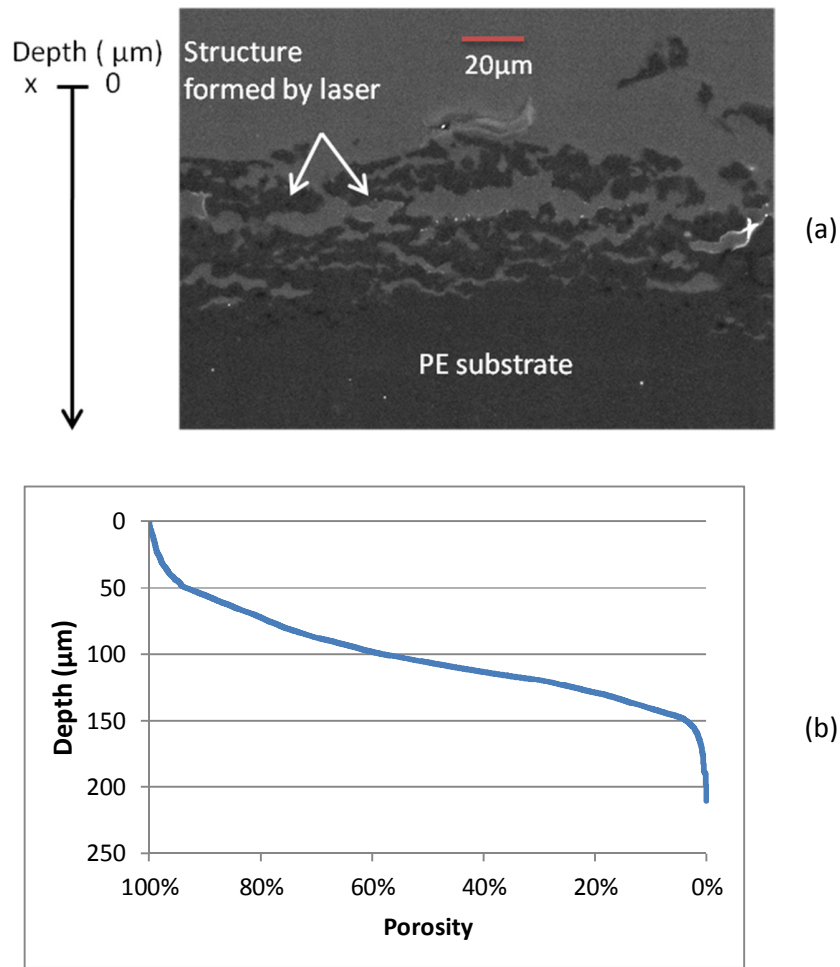 Depth ( µm)
x 0
Structure
formed by laser
20µm
PE substrate
(a)
0
50
100
150
200
250
Depth (µm)
100% 80% 60% 40% 20% 0%
Porosity
(b)